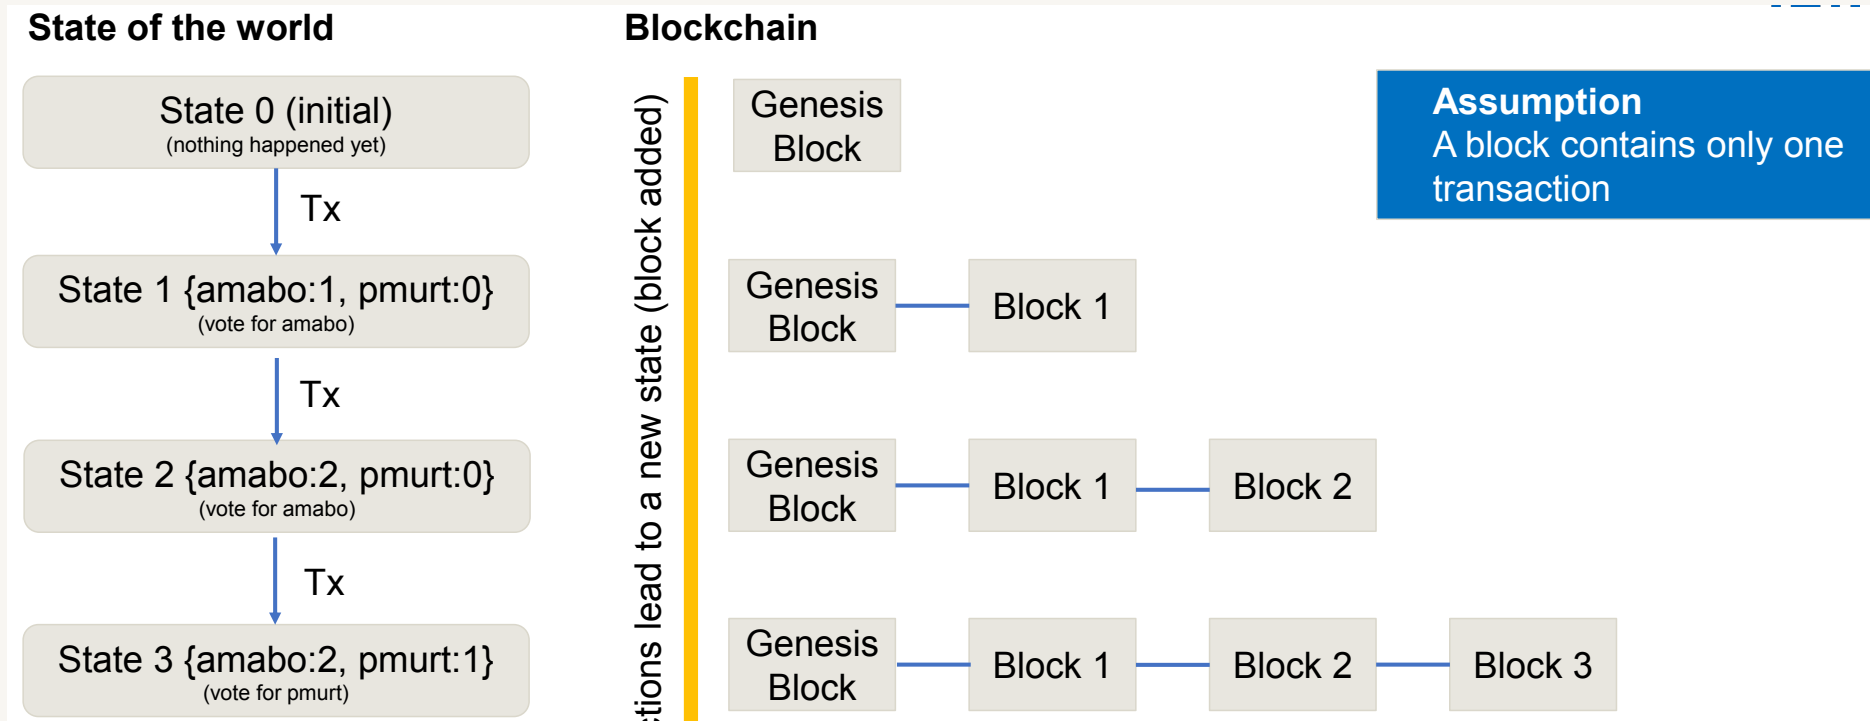 State of the world
State 0 (initial)
(nothing happened yet)
Tx
State 1 {amabo:1, pmurt:0}
(vote for amabo)
Tx
State 2 {amabo:2, pmurt:0}
(vote for amabo)
Tx
State 3 {amabo:2, pmurt:1}
(vote for pmurt)
Blockchain
lead to a new state (block added)
Genesis
Block
Genesis
Block
Block 1
Genesis
Block
Block 1
Block 2
Genesis
Block
Block 1
Block 2
Block 3
Assumption
A block contains only one
transaction